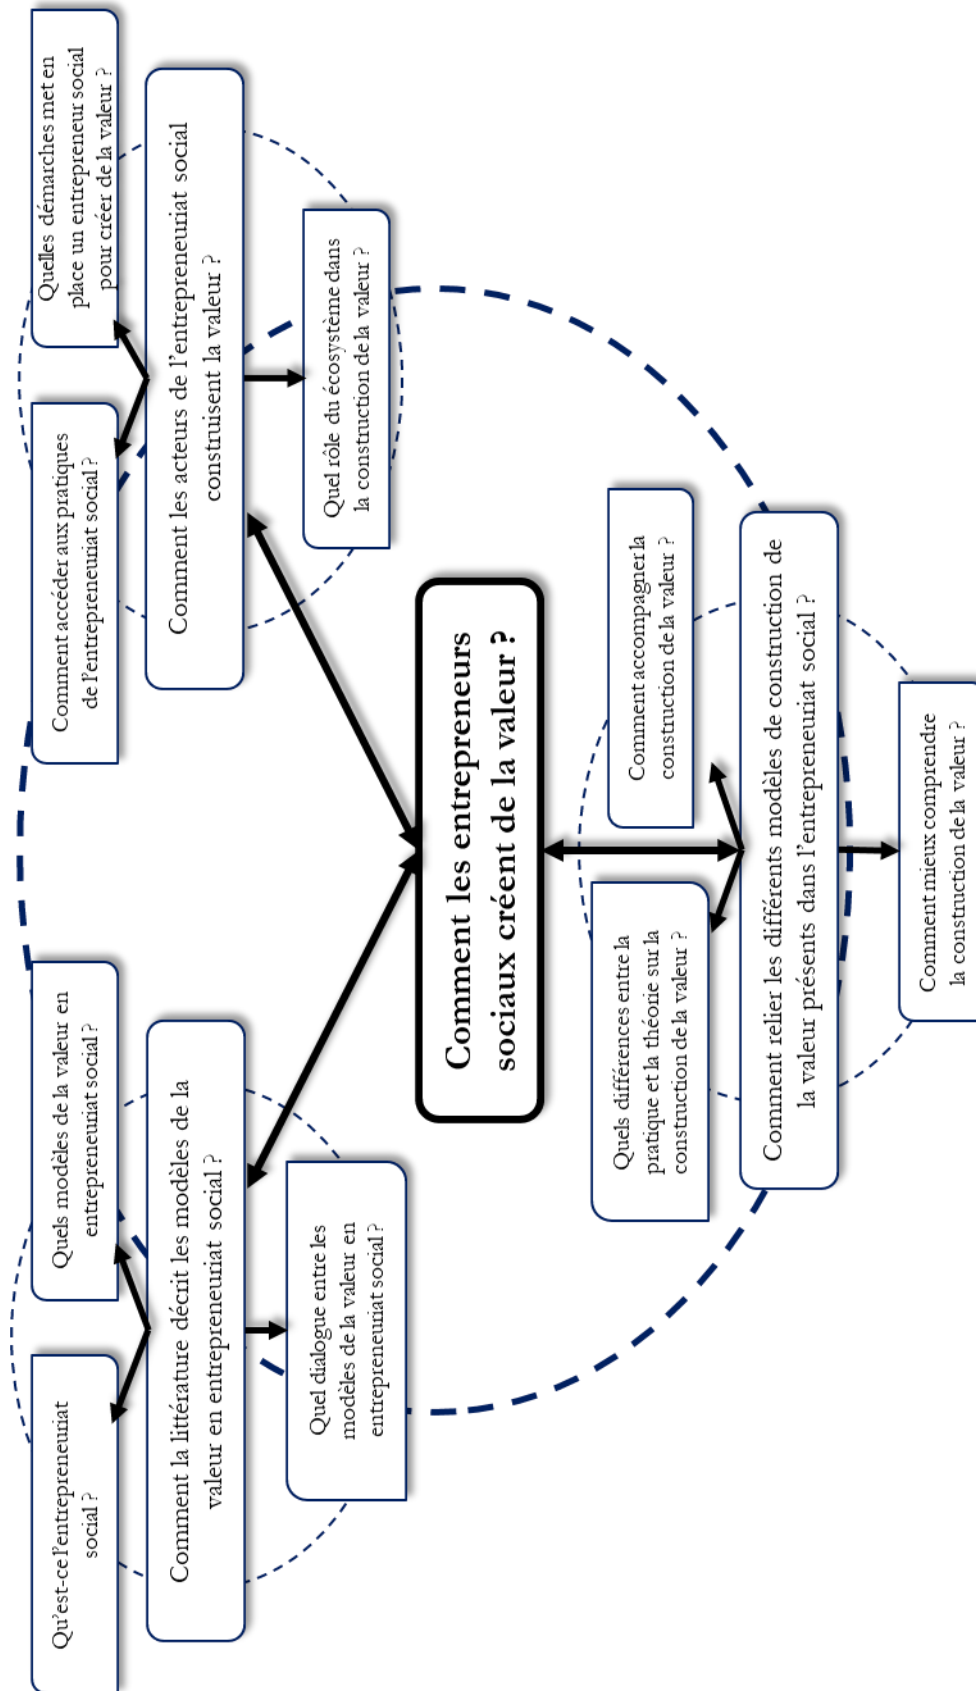 Qu'est-ce l'entrepreneuriat
social ?
Quels modèles de la valeur en
entrepreneuriat social ?
Comment la littérature décrit les modèles de la
valeur en entrepreneuriat social ?
Quel dialogue entre les
modèles de la valeur en
entrepreneuriat social ?
Comment accéder aux pratiques
de l'entrepreneuriat social ?
Quelles démarches met en
place un entrepreneur social
pour créer de la valeur ?
Comment les acteurs de l'entrepreneuriat social
construisent la valeur ?
Quel rôle du écosystème dans
la construction de la valeur ?
Comment les entrepreneurs
sociaux créent de la valeur ?
Quels différences entre la
pratique et la théorie sur la
construction de la valeur ?
Comment accompagner la
construction de la valeur ?
Comment relier les différents modèles de construction de
la valeur présents dans l'entrepreneuriat social ?
Comment mieux comprendre
la construction de la valeur ?